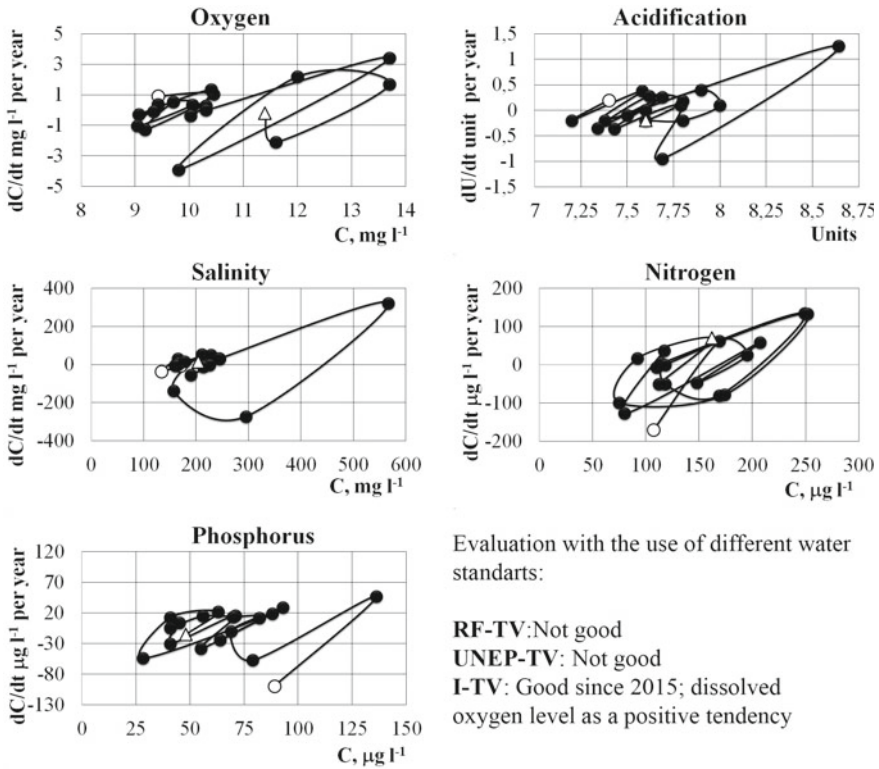 Oxygen
dC/dt mg l⁻¹ per year
5
3
1
-1
-3
-5
8 9 10 11 12 13 14
C, mg l⁻¹
Acidification
dU/dt unit per year
1,5
1
0,5
0
-0,5
-1
-1,5
7 7,25 7,5 7,75 8 8,25 8,5 8,75
Units
Salinity
dC/dt mg l⁻¹ per year
400
200
0
-200
-400
0 100 200 300 400 500 600
C, mg l⁻¹
Nitrogen
dC/dt µg l⁻¹ per year
200
100
0
-100
-200
0 50 100 150 200 250 300
C, µg l⁻¹
Phosphorus
dC/dt µg l⁻¹ per year
120
70
20
-30
-80
-130
0 25 50 75 100 125 150
C, µg l⁻¹
Evaluation with the use of different water
standarts:
RF-TV:Not good
UNEP-TV: Not good
I-TV: Good since 2015; dissolved
oxygen level as a positive tendency